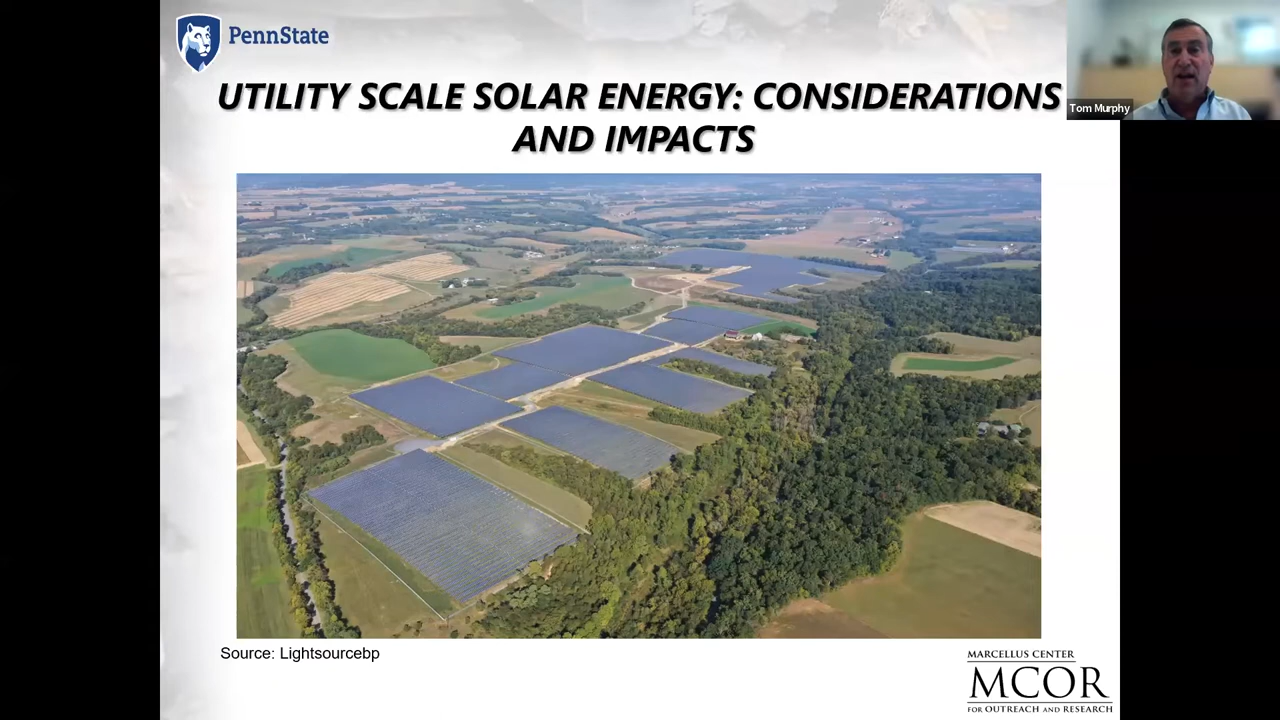 PennState
UTILITY SCALE SOLAR ENERGY: CONSIDERATIONS
AND IMPACTS
Tom Murphy
Source: Lightsourcebp
MARCELLUS CENTER
MCOR
FOR OUTREACH AND RESEARCH